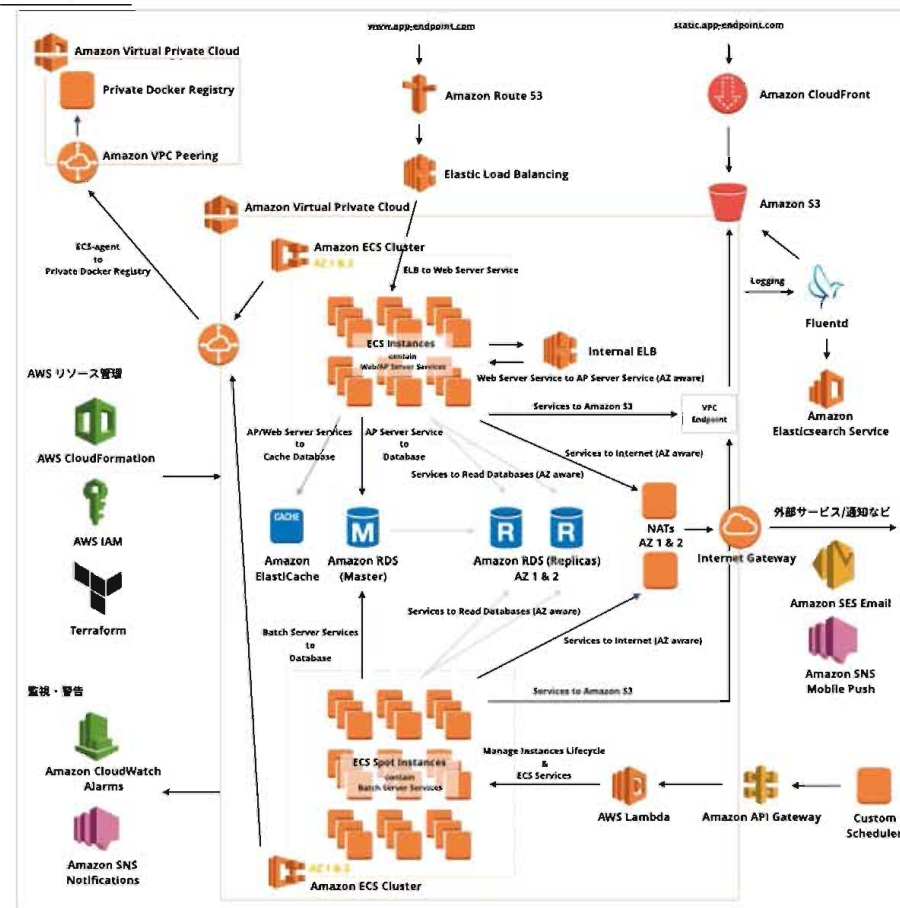 www.app-endpoint.com
static.app-endpoint.com
Amazon Virtual Private Cloud
Private Docker Registry
Amazon VPC Peering
Amazon Route 53
Amazon CloudFront
Elastic Load Balancing
Amazon S3
Amazon Virtual Private Cloud
ECS-agent
to
Private Docker Registry
Amazon ECS Cluster
AZ 1 & 2
ELB to Web Server Service
Logging
Fluentd
ECS Instances
contain
Web/AP Server Services
Internal ELB
Web Server Service to AP Server Service (AZ aware)
AWS リソース管理
AWS CloudFormation
AWS IAM
Terraform
Services to Amazon S3
VPC
Endpoint
Amazon
Elasticsearch Service
AP/Web Server Services
to
Cache Database
AP Server Service
to
Database
Services to Read Databases (AZ aware)
Services to Internet (AZ aware)
CACHE
Amazon
ElastiCache
M
Amazon RDS
(Master)
R
R
Amazon RDS (Replicas)
AZ 1 & 2
NATs
AZ 1 & 2
Internet Gateway
外部サービス/通知など
Amazon SES Email
Amazon SNS
Mobile Push
Services to Read Databases (AZ aware)
Batch Server Services
to
Database
Services to Internet (AZ aware)
Services to Amazon S3
監視・警告
Amazon CloudWatch
Alarms
Amazon SNS
Notifications
ECS Spot Instances
contain
Batch Server Services
Manage Instances Lifecycle
&
ECS Services
AWS Lambda
Amazon API Gateway
Custom
Scheduler
AZ 1 & 2
Amazon ECS Cluster